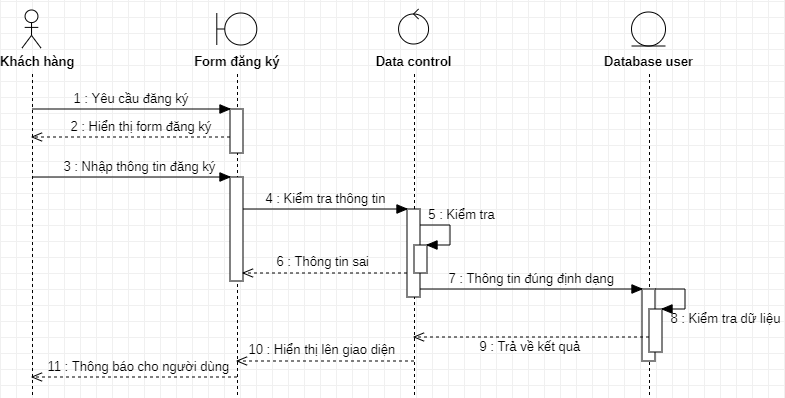 Khách hàng
Form đăng ký
Data control
Database user
1 : Yêu cầu đăng ký
2 : Hiển thị form đăng ký
3 : Nhập thông tin đăng ký
4 : Kiểm tra thông tin
5 : Kiểm tra
6 : Thông tin sai
7 : Thông tin đúng định dạng
8 : Kiểm tra dữ liệu
9 : Trả về kết quả
10 : Hiển thị lên giao diện
11 : Thông báo cho người dùng